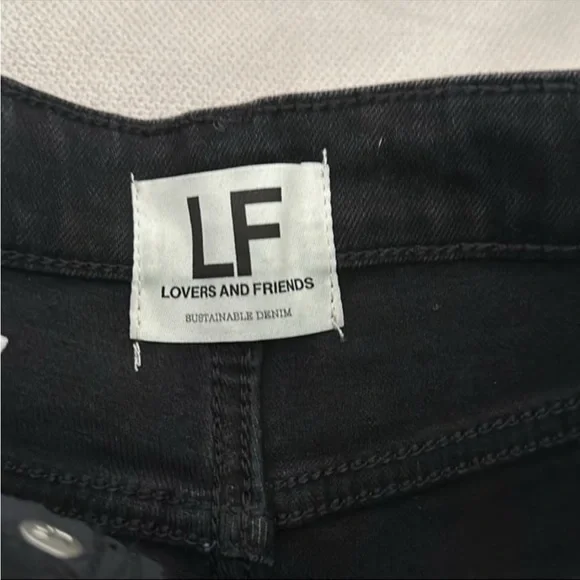 LF
LOVERS AND FRIENDS
SUSTAINABLE DENIM